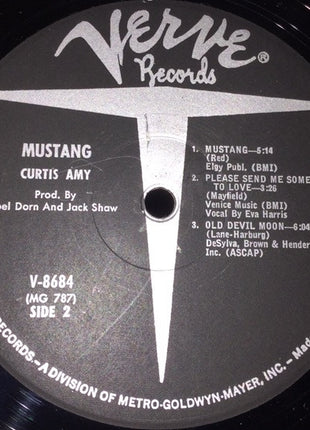 Verve®
Records
MUSTANG
CURTIS AMY
Prod. By
Dorn And Jack Shaw
V-8684
(MG 787)
SIDE 2
1. MUSTANG—6:14
(Red)
Elgy Publ. (BMI)
2. PLEASE SEND ME SOME
TO LOVE—3:26
(Mayfield)
Venice Music (BMI)
Vocal By Eva Harris
3. OLD DEVIL MOON—6:04
(Lane-Harburg)
DeSylva, Brown & Hender
Inc. (ASCAP)
RECORDS.–A DIVISION OF METRO-GOLDWYN-MAYER, INC.–Mad